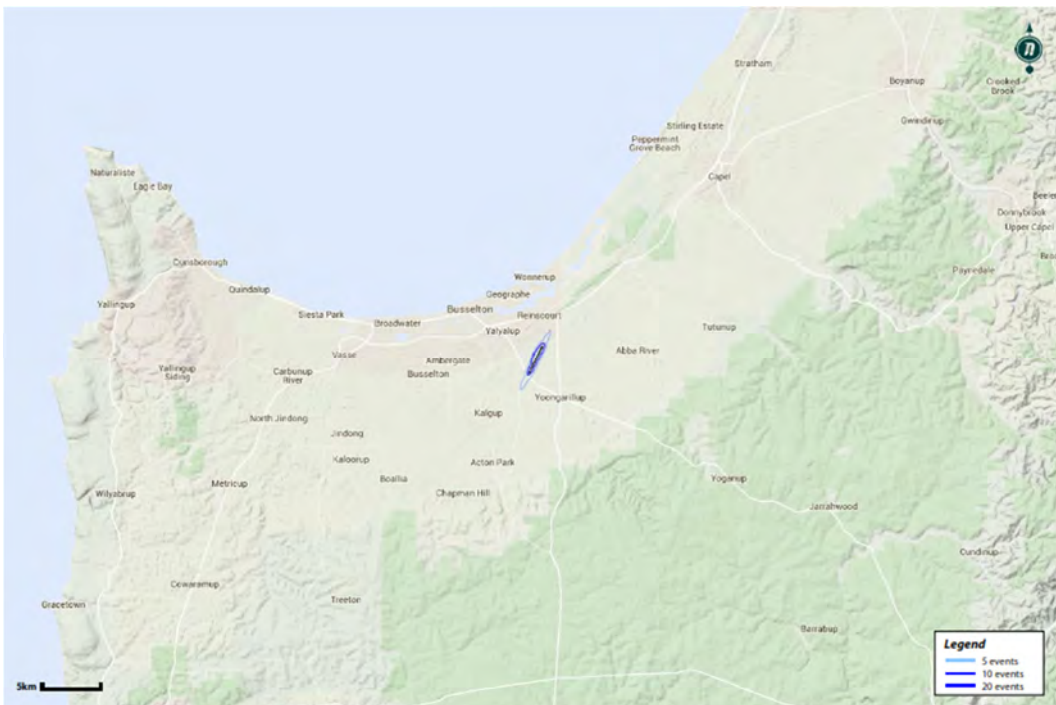 Stratham
Boyanup
Crooked
Brook
Gwindinup
Stirling Estate
Peppermint
Grove Beach
Naturaliste
Eagle Bay
Capel
Donnybrook
Upper Capel
Dunsborough
Paynedale
Wonnerup
Quindalup
Geographe
Yallingup
Siesta Park
Busselton
Reinscourt
Broadwater
Yalyalup
Tutunup
Vasse
Abba River
Ambergate
Yallingup
Siding
Carbunup
River
Busselton
Yoongarillup
Kalgup
North Jindong
Jindong
Kaloorup
Acton Park
Boallia
Yoganup
Metricup
Wilyabrup
Chapman Hill
Jarrahwood
Cundinup
Cowaramup
Treeton
Gracetown
Barrabup
Legend
5 events
10 events
20 events
5km